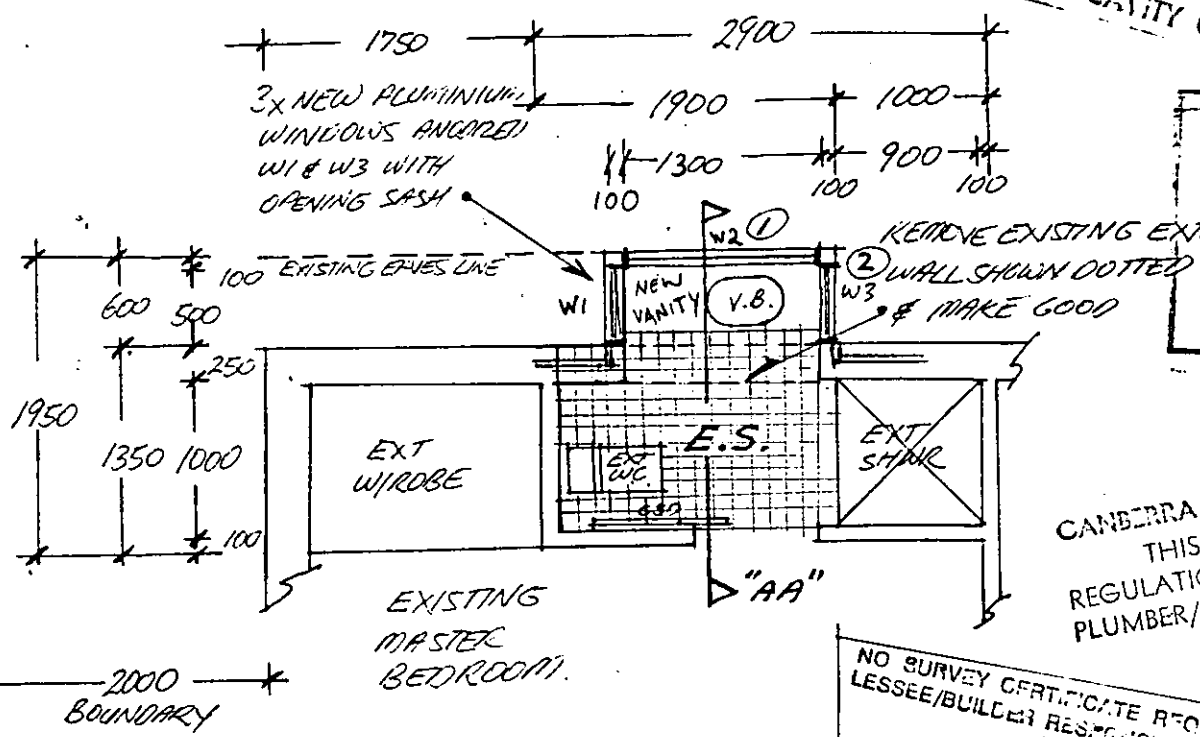 CAVITY
1750
2900
3x NEW ALUMINIUM
1900
1000
WINDOWS
1300
900
W1 & W3 WITH
100
100
100
OPENING SASH
W2 1
REMOVE EXISTING EXT
100
EXISTING EAVES LINE
2
WALL SHOWN DOTTED
W1
NEW
VANITY
V.B.
W3
& MAKE GOOD
600
500
250
1950
1350
1000
EXT
W/ROBE
EXT
WC.
E.S.
EXT
SHWR
100
"AA"
CANBERRA
THIS
REGULATIO
PLUMBER/
EXISTING
MASTER
BEDROOM.
2000
BOUNDARY
NO SURVEY CERTIFICATE REQ
LESSEE/BUILDER